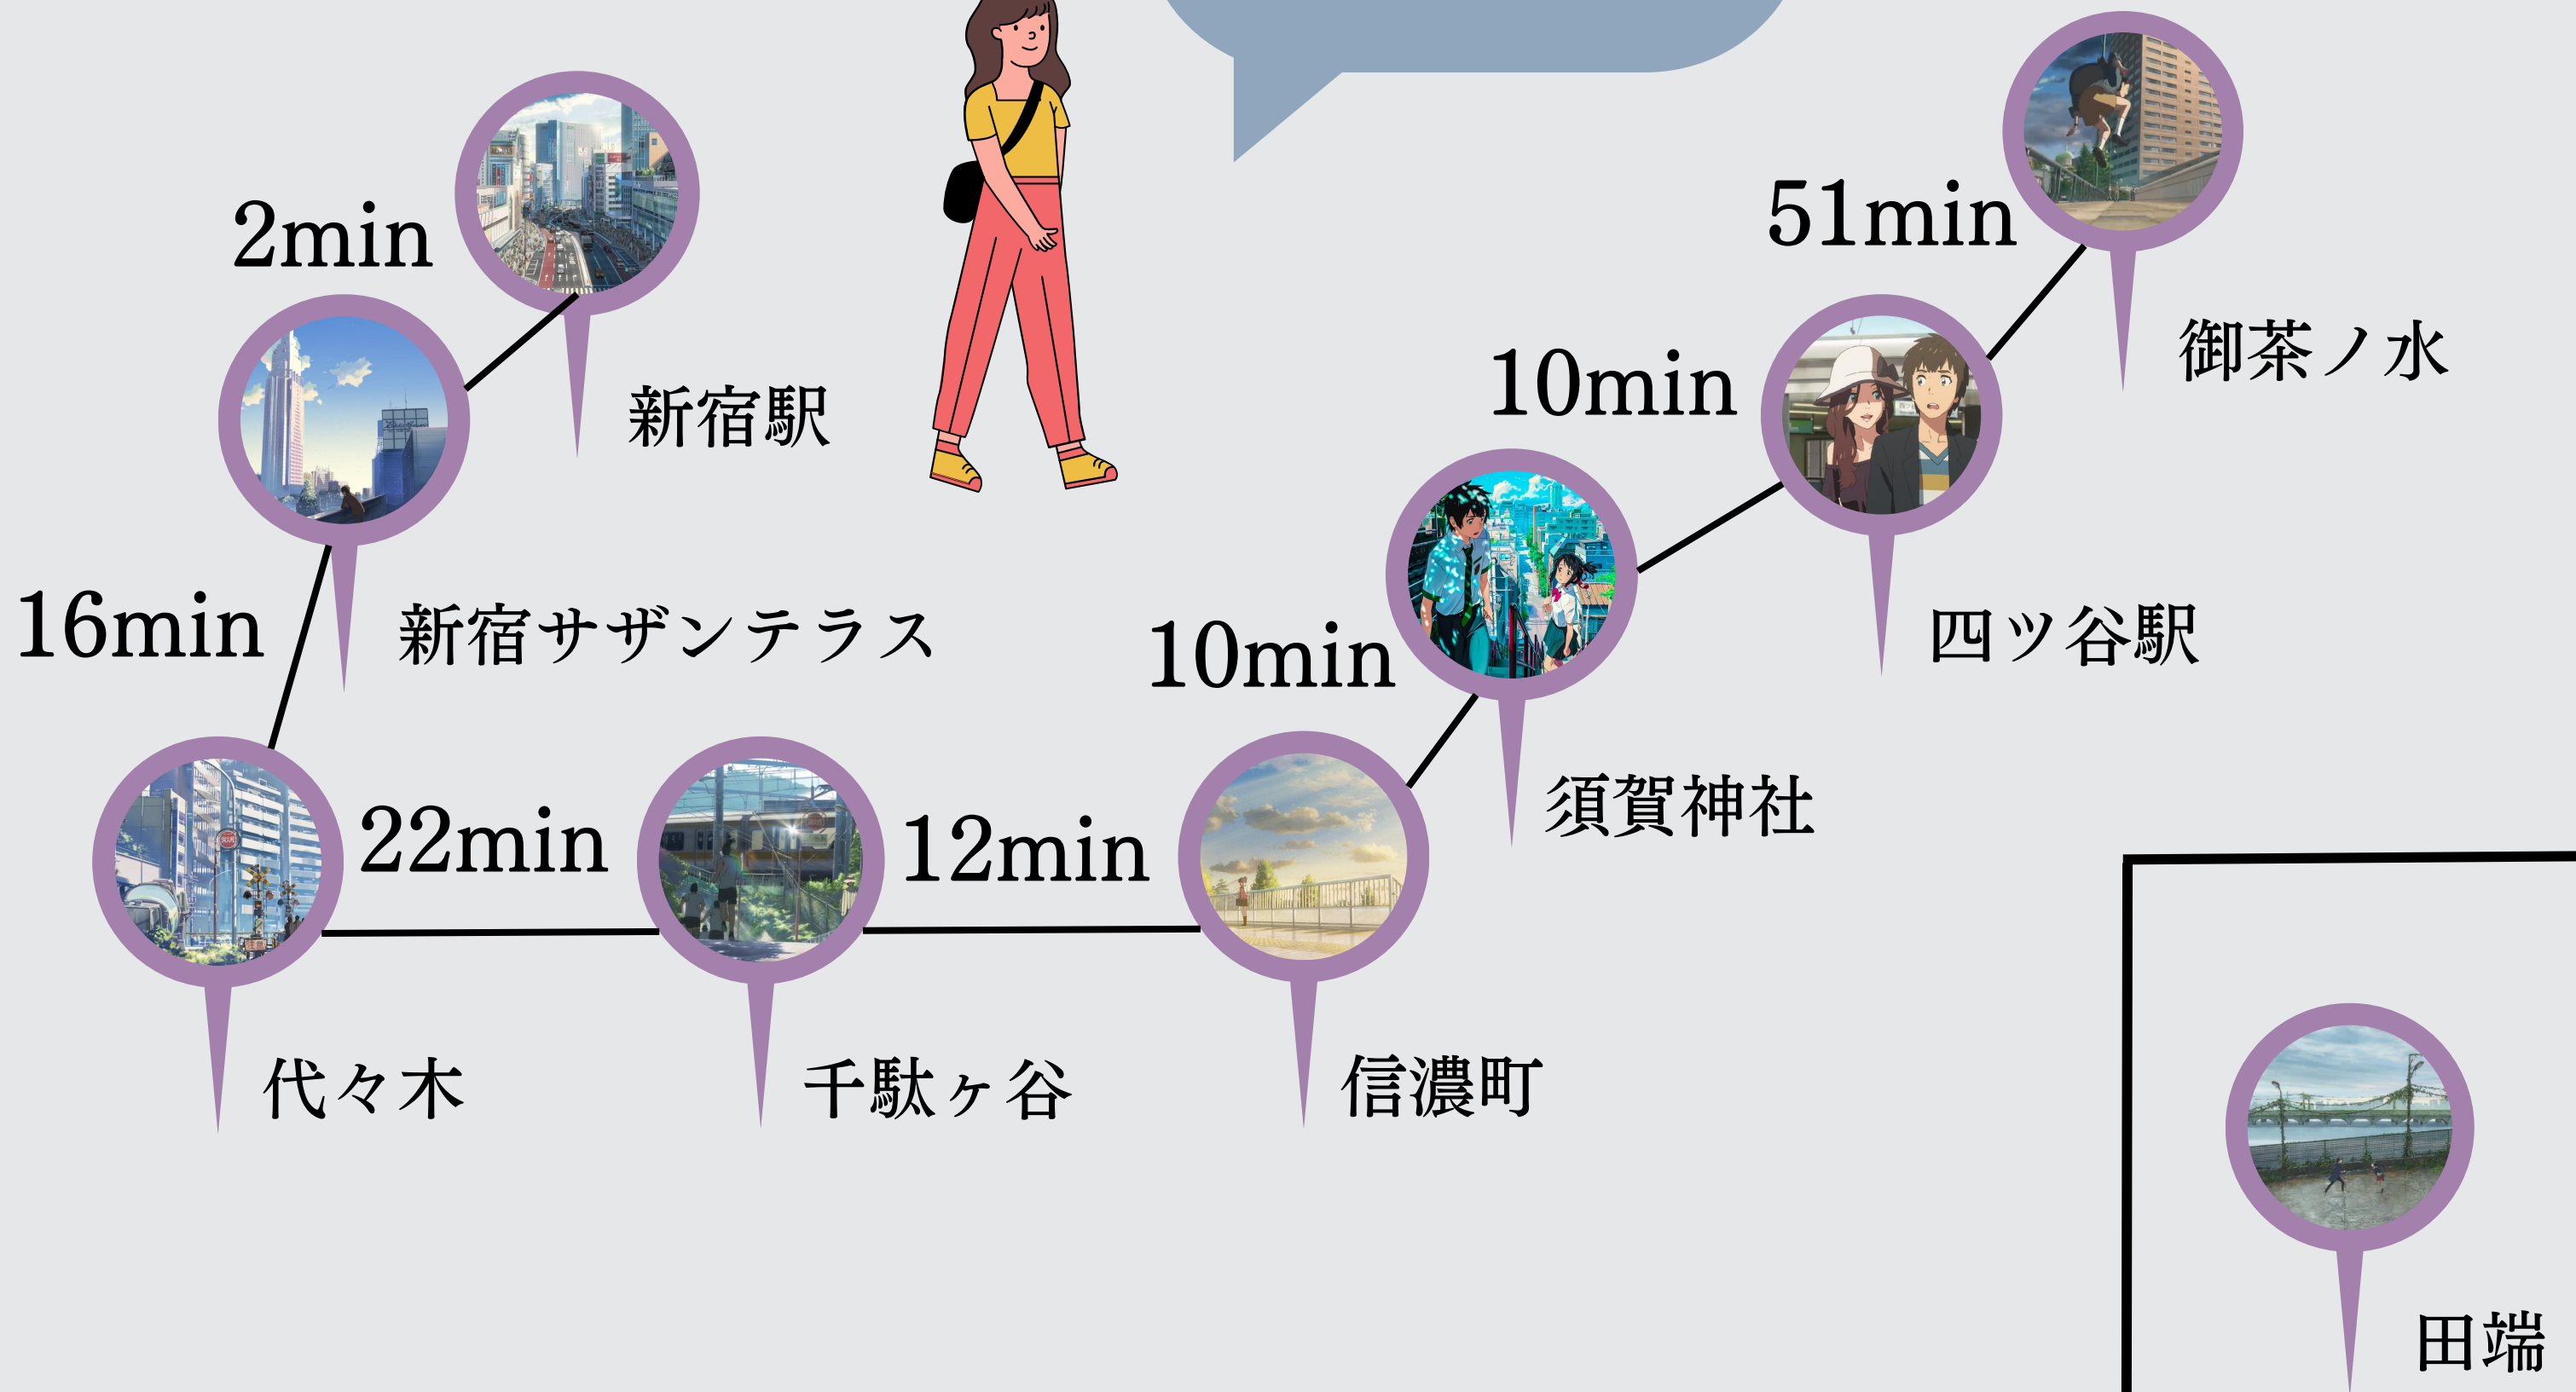 2min
新宿駅
51min
御茶ノ水
10min
四ツ谷駅
16min
新宿サザンテラス
10min
須賀神社
22min
12min
代々木
千駄ヶ谷
信濃町
田端